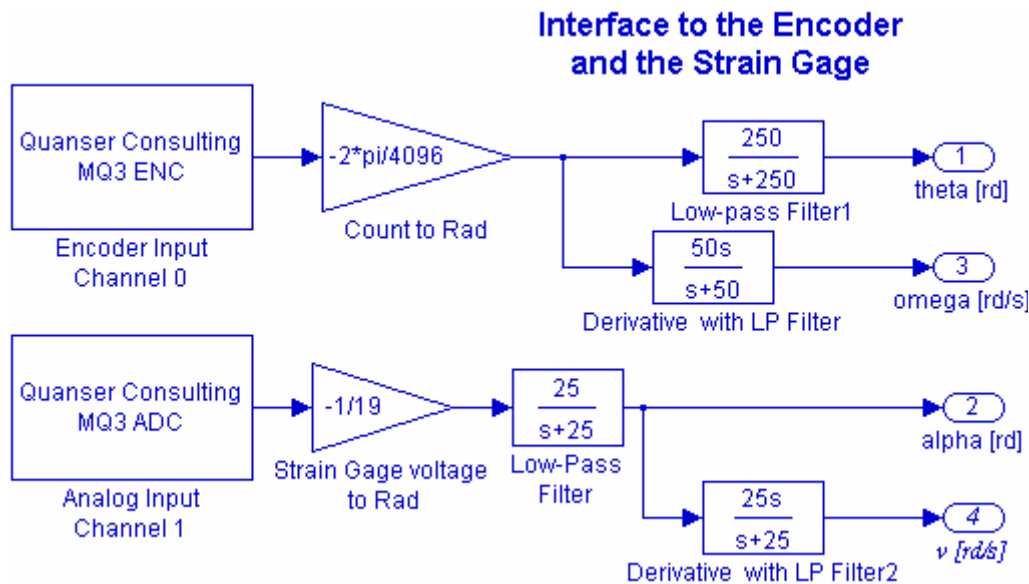 Interface to the Encoder
and the Strain Gage
Quanser Consulting
MQ3 ENC
Encoder Input
Channel 0
-2*pi/4096
Count to Rad
250
s+250
Low-pass Filter1
1
theta [rd]
50s
s+50
Derivative with LP Filter
3
omega [rd/s]
Quanser Consulting
MQ3 ADC
Analog Input
Channel 1
-1/19
Strain Gage voltage
to Rad
25
s+25
Low-Pass
Filter
2
alpha [rd]
25s
s+25
Derivative with LP Filter2
4
v [rd/s]